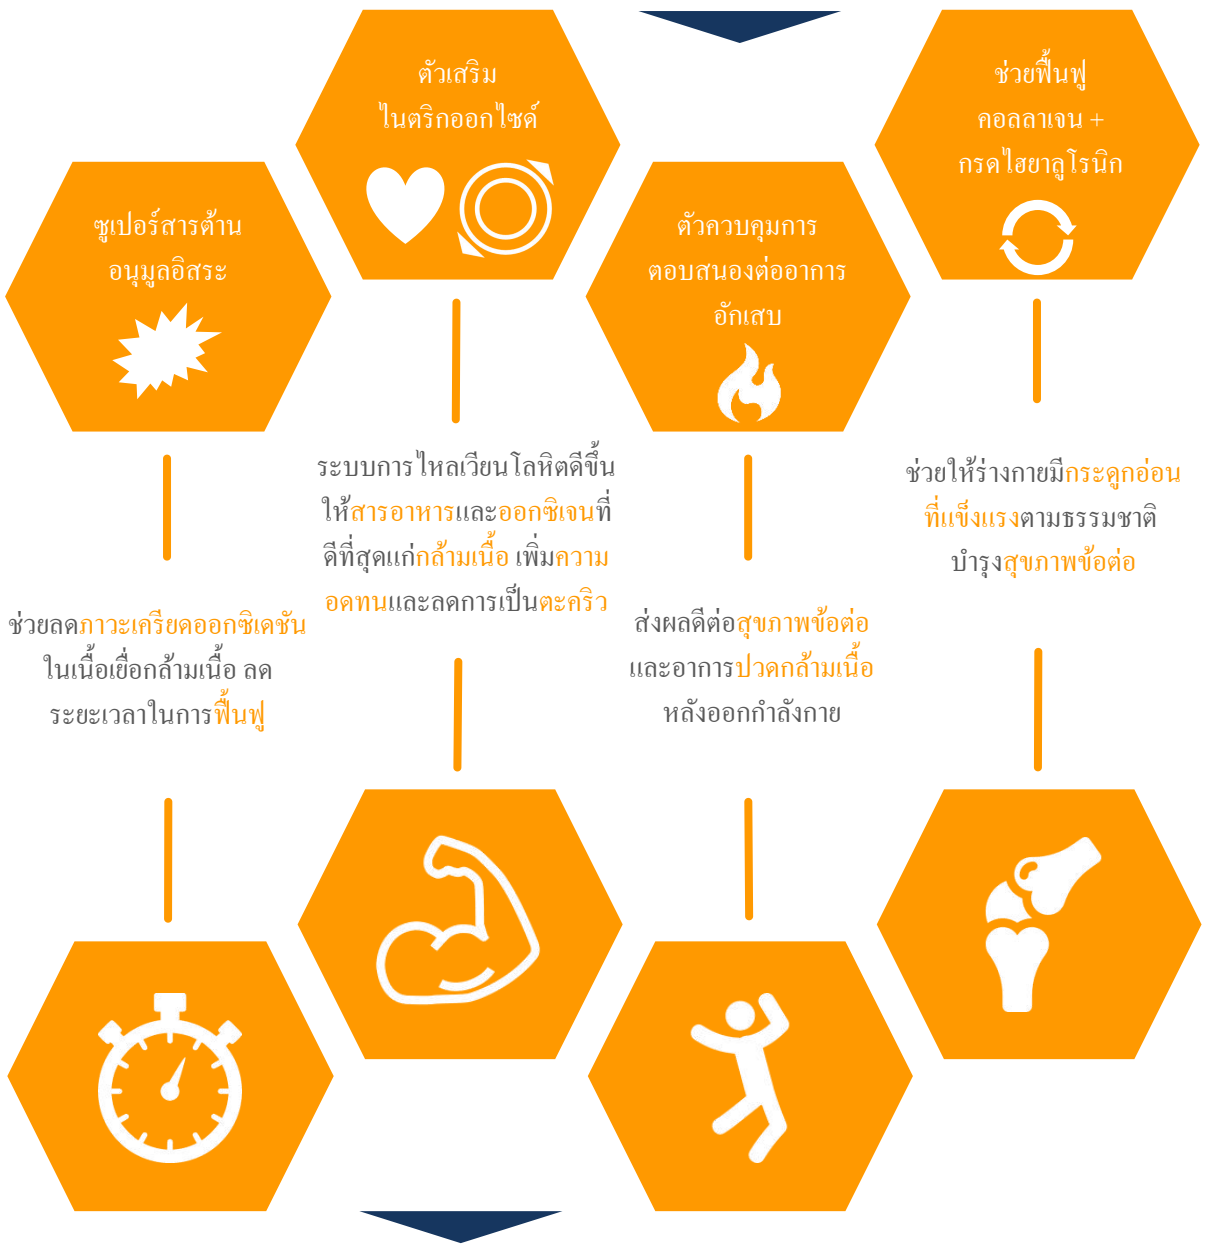 ซูเปอร์สารต้าน
อนุมูลอิสระ
ช่วยลดภาวะเครียดออกซิเดชัน
ในเนื้อเยื่อกล้ามเนื้อ ลด
ระยะเวลาในการฟื้นฟู
ตัวเสริม
ไนตริกออกไซด์
ระบบการไหลเวียนโลหิตดีขึ้น
ให้สารอาหารและออกซิเจนที่
ดีที่สุดแก่กล้ามเนื้อ เพิ่มความ
อดทนและลดการเป็นตะคริว
ตัวควบคุมการ
ตอบสนองต่ออาการ
อักเสบ
ส่งผลดีต่อสุขภาพข้อต่อ
และอาการปวดกล้ามเนื้อ
หลังออกกำลังกาย
ช่วยฟื้นฟู
คอลลาเจน +
กรดไฮยาลูโรนิก
ช่วยให้ร่างกายมีกระดูกอ่อน
ที่แข็งแรงตามธรรมชาติ
บำรุงสุขภาพข้อต่อ